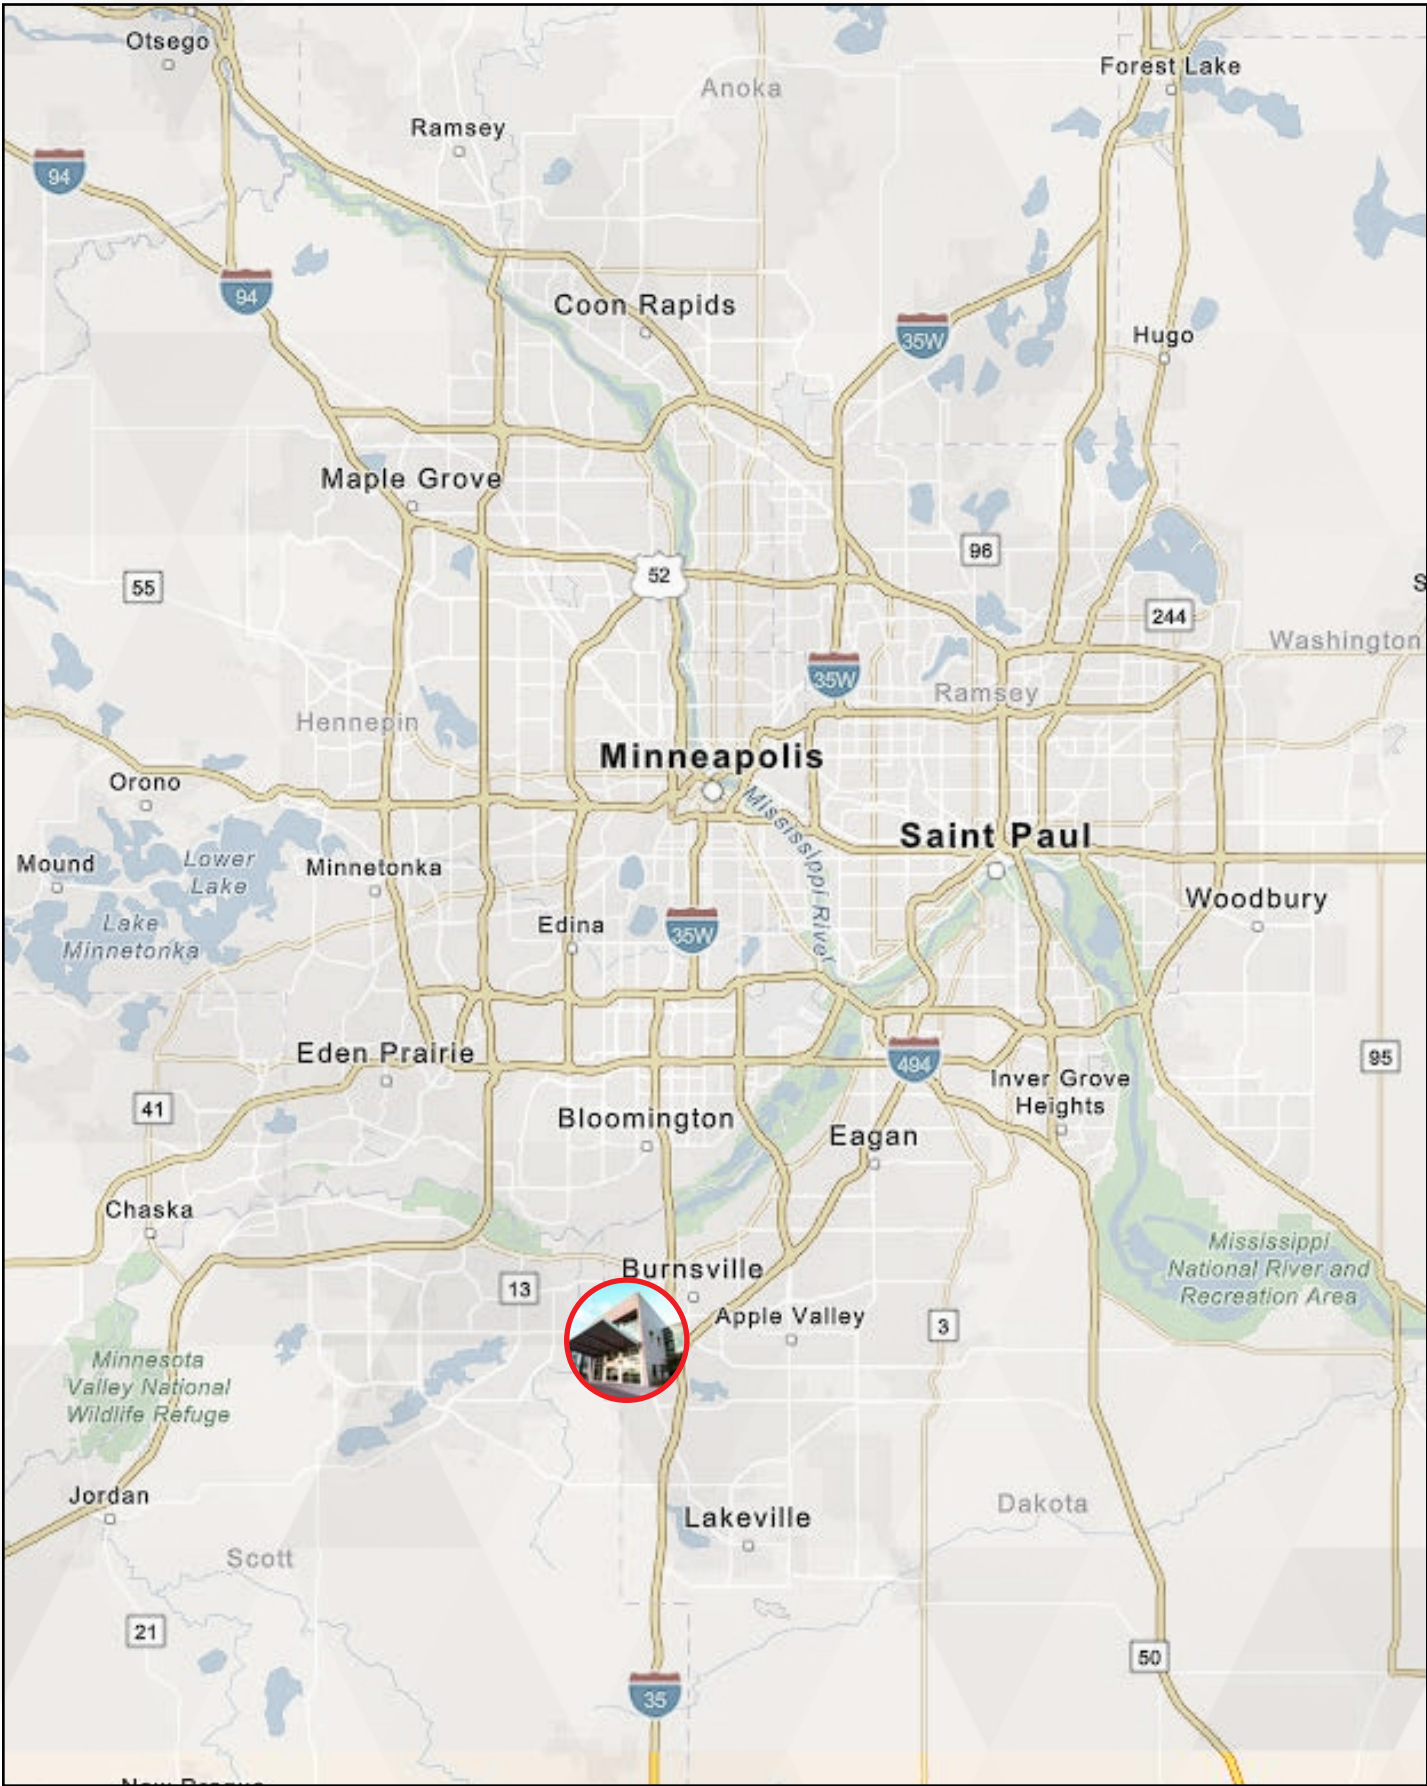 Otsego
Forest Lake
Anoka
Ramsey
94
94
Coon Rapids
35W
Hugo
Maple Grove
96
52
55
244
Washington
35W
Ramsey
Hennepin
Minneapolis
Orono
Mississippi River
Saint Paul
Mound
Lower
Lake
Minnetonka
Woodbury
Lake
Minnetonka
Edina
35W
Eden Prairie
494
95
Inver Grove
Heights
41
Bloomington
Eagan
Chaska
Mississippi
National River and
Recreation Area
Burnsville
13
Apple Valley
3
Minnesota
Valley National
Wildlife Refuge
Jordan
Lakeville
Dakota
Scott
21
50
35